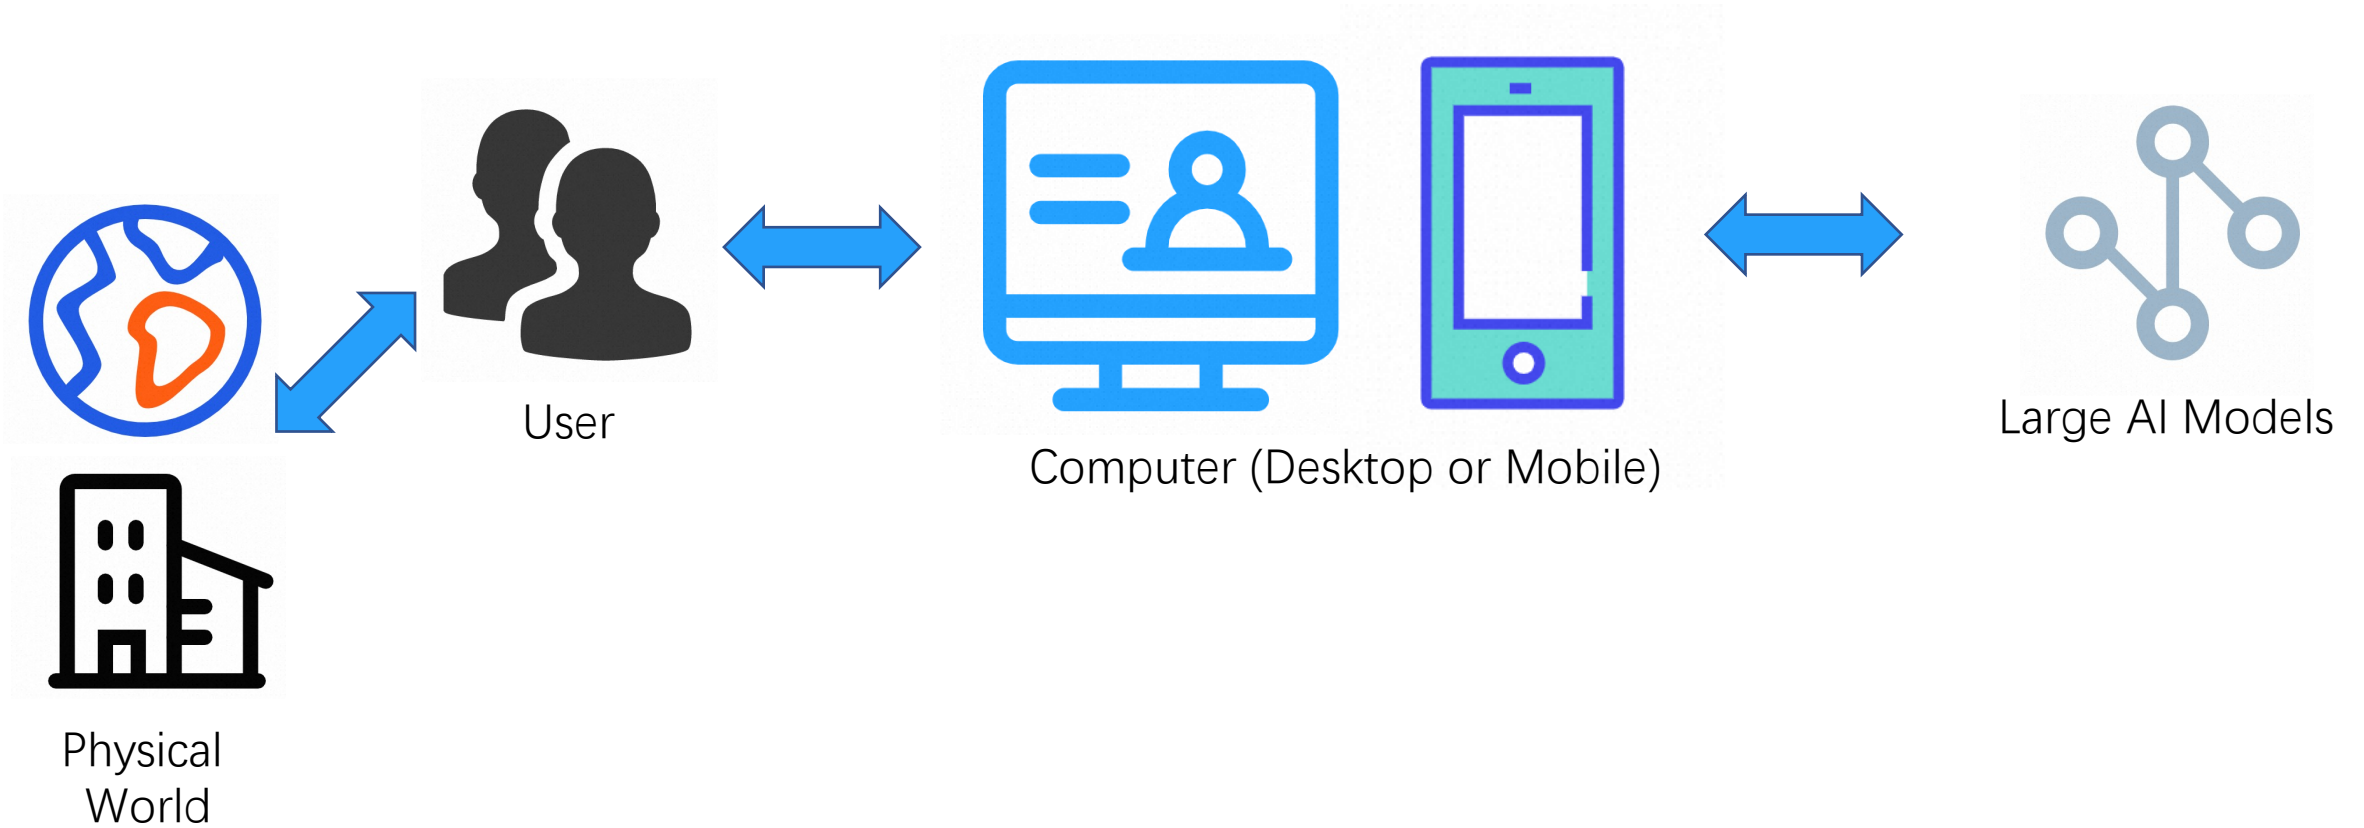 User
Computer (Desktop or Mobile)
Large AI Models
Physical
World